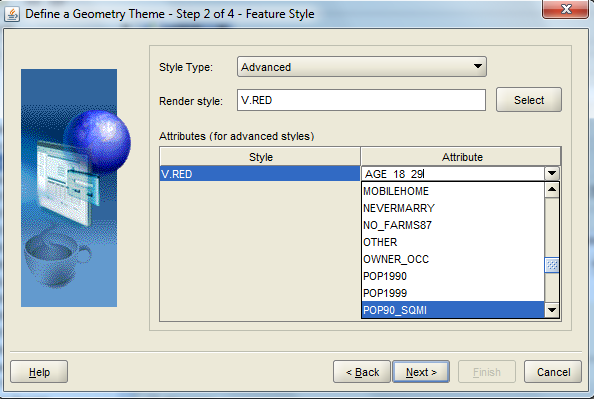 Define a Geometry Theme - Step 2 of 4 - Feature Style
Style Type: Advanced
Render style: V.RED Select
Attributes (for advanced styles)
Style Attribute
V.RED AGE_18_29
MOBILEHOME
NEVERMARRY
NO_FARMS87
OTHER
OWNER_OCC
POP1990
POP1999
POP90_SQMI
Help < Back Next > Finish Cancel